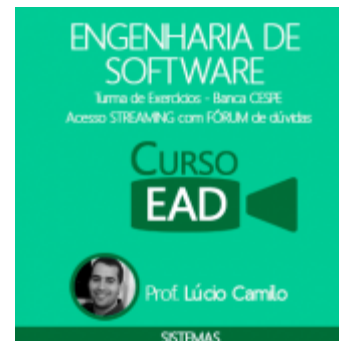 ENGENHARIA DE
SOFTWARE
Turma de Exercícios - Banca CESPE
Acesso STREAMING com FÓRUM de dúvidas
CURSO
EAD
Prof. Lúcio Camilo
SISTEMAS